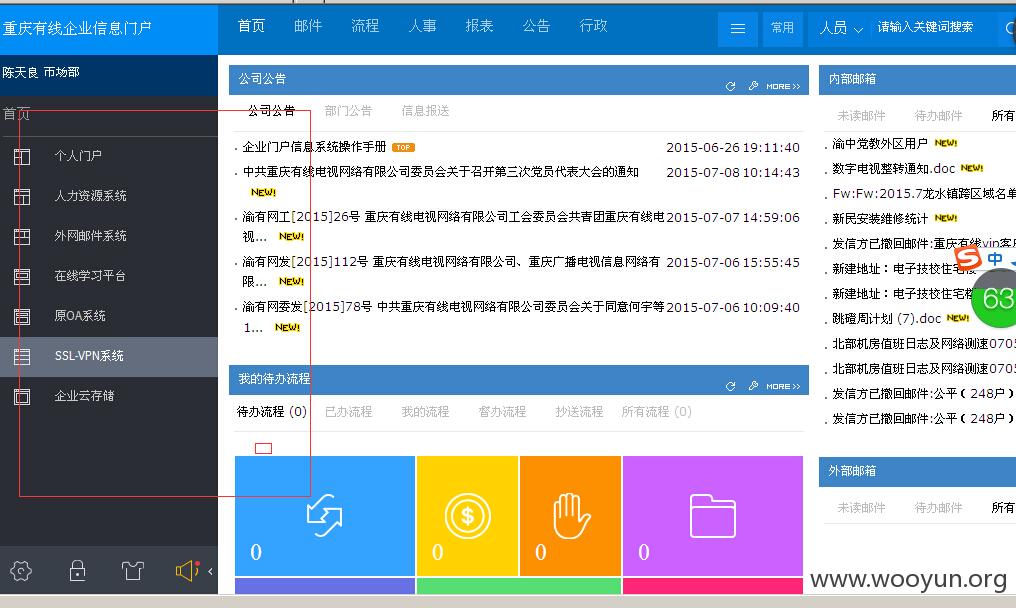 重庆有线企业信息门户
首页 邮件 流程 人事 报表 公告 行政
常用 人员 请输入关键词搜索
陈天良 市场部
首页
个人门户
人力资源系统
外网邮件系统
在线学习平台
原OA系统
SSL-VPN系统
企业云存储
公司公告 MORE>>
公司公告 部门公告 信息报送
企业门户信息系统操作手册 TOP 2015-06-26 19:11:40
中共重庆有线电视网络有限公司委员会关于召开第三次党员代表大会的通知 2015-07-08 10:14:43
NEW!
渝有网工[2015]26号 重庆有线电视网络有限公司工会委员会共青团重庆有线电 2015-07-07 14:59:06
视... NEW!
渝有网发[2015]112号 重庆有线电视网络有限公司、重庆广播电视信息网络有 2015-07-06 15:55:45
限... NEW!
渝有网委发[2015]78号 中共重庆有线电视网络有限公司委员会关于同意何宇等 2015-07-06 10:09:40
1... NEW!
我的待办流程 MORE>>
待办流程 (0) 已办流程 我的流程 督办流程 抄送流程 所有流程 (0)
0 0 0 0
内部邮箱
未读邮件 待办邮件 所有
渝中党教外区用户 NEW!
数字电视整转通知.doc NEW!
Fw:Fw:2015.7龙水镇跨区域名单
新民安装维修统计 NEW!
发信方已撤回邮件:重庆有线vip客户
新建地址：电子技校住宅楼
新建地址：电子技校住宅楼
跳磴周计划 (7).doc NEW!
北部机房值班日志及网络测速0705
北部机房值班日志及网络测速0705
发信方已撤回邮件:公平（248户）
发信方已撤回邮件:公平（248户）
中
63
外部邮箱
未读邮件 待办邮件 所有
www.wooyun.org